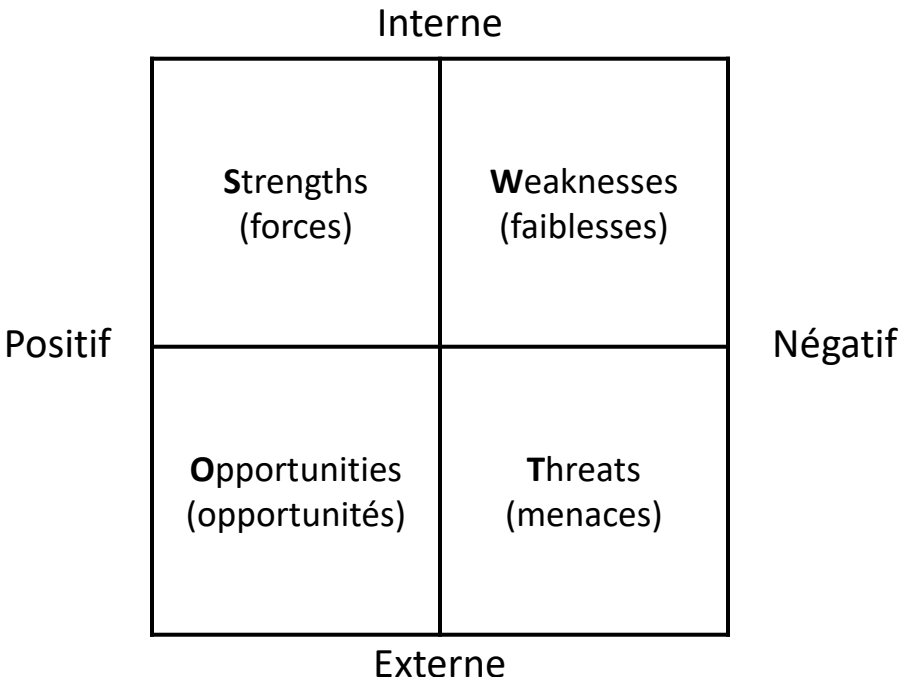 Interne
Strengths
(forces)
Weaknesses
(faiblesses)
Positif
Négatif
Opportunities
(opportunités)
Threats
(menaces)
Externe